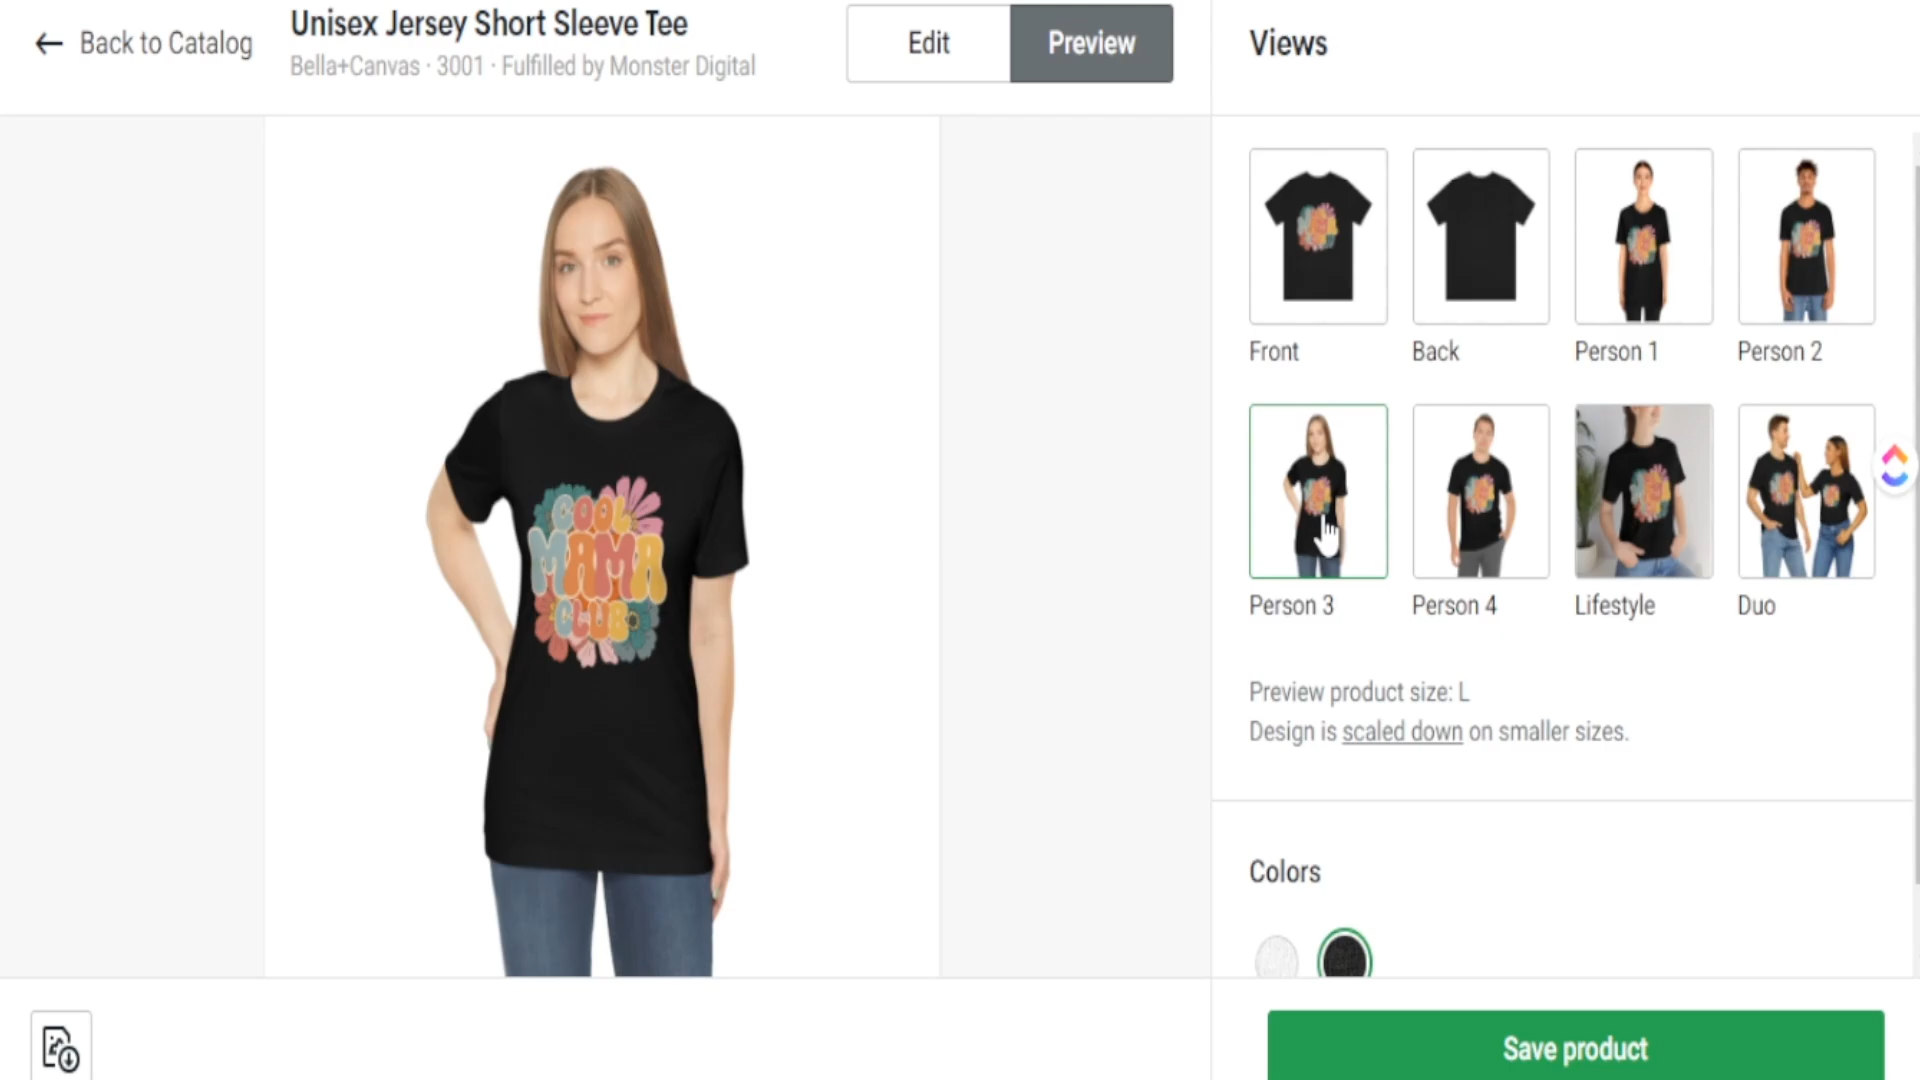 ← Back to Catalog
Unisex Jersey Short Sleeve Tee
Bella+Canvas · 3001 · Fulfilled by Monster Digital
Edit
Preview
Views
COOL
MAMA
CLUB
Front
Back
Person 1
Person 2
Person 3
Person 4
Lifestyle
Duo
Preview product size: L
Design is scaled down on smaller sizes.
Colors
Save product